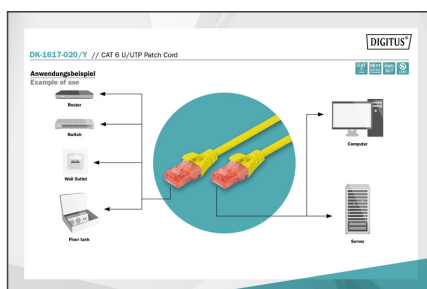 DIGITUS®
DK-1617-020/Y // CAT 6 U/UTP Patch Cord
Anwendungsbeispiel
Example of use
Router
Switch
Wall Outlet
Floor tank
Computer
Server